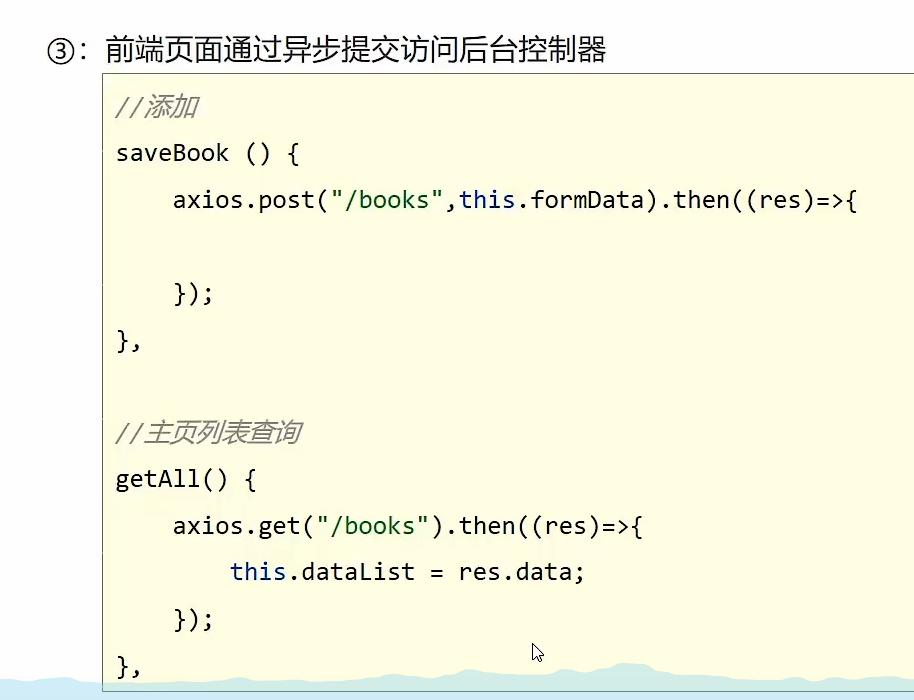 ③：前端页面通过异步提交访问后台控制器
//添加
saveBook () {
    axios.post("/books",this.formData).then((res)=>{
    });
},
//主页列表查询
getAll() {
    axios.get("/books").then((res)=>{
        this.dataList = res.data;
    });
},